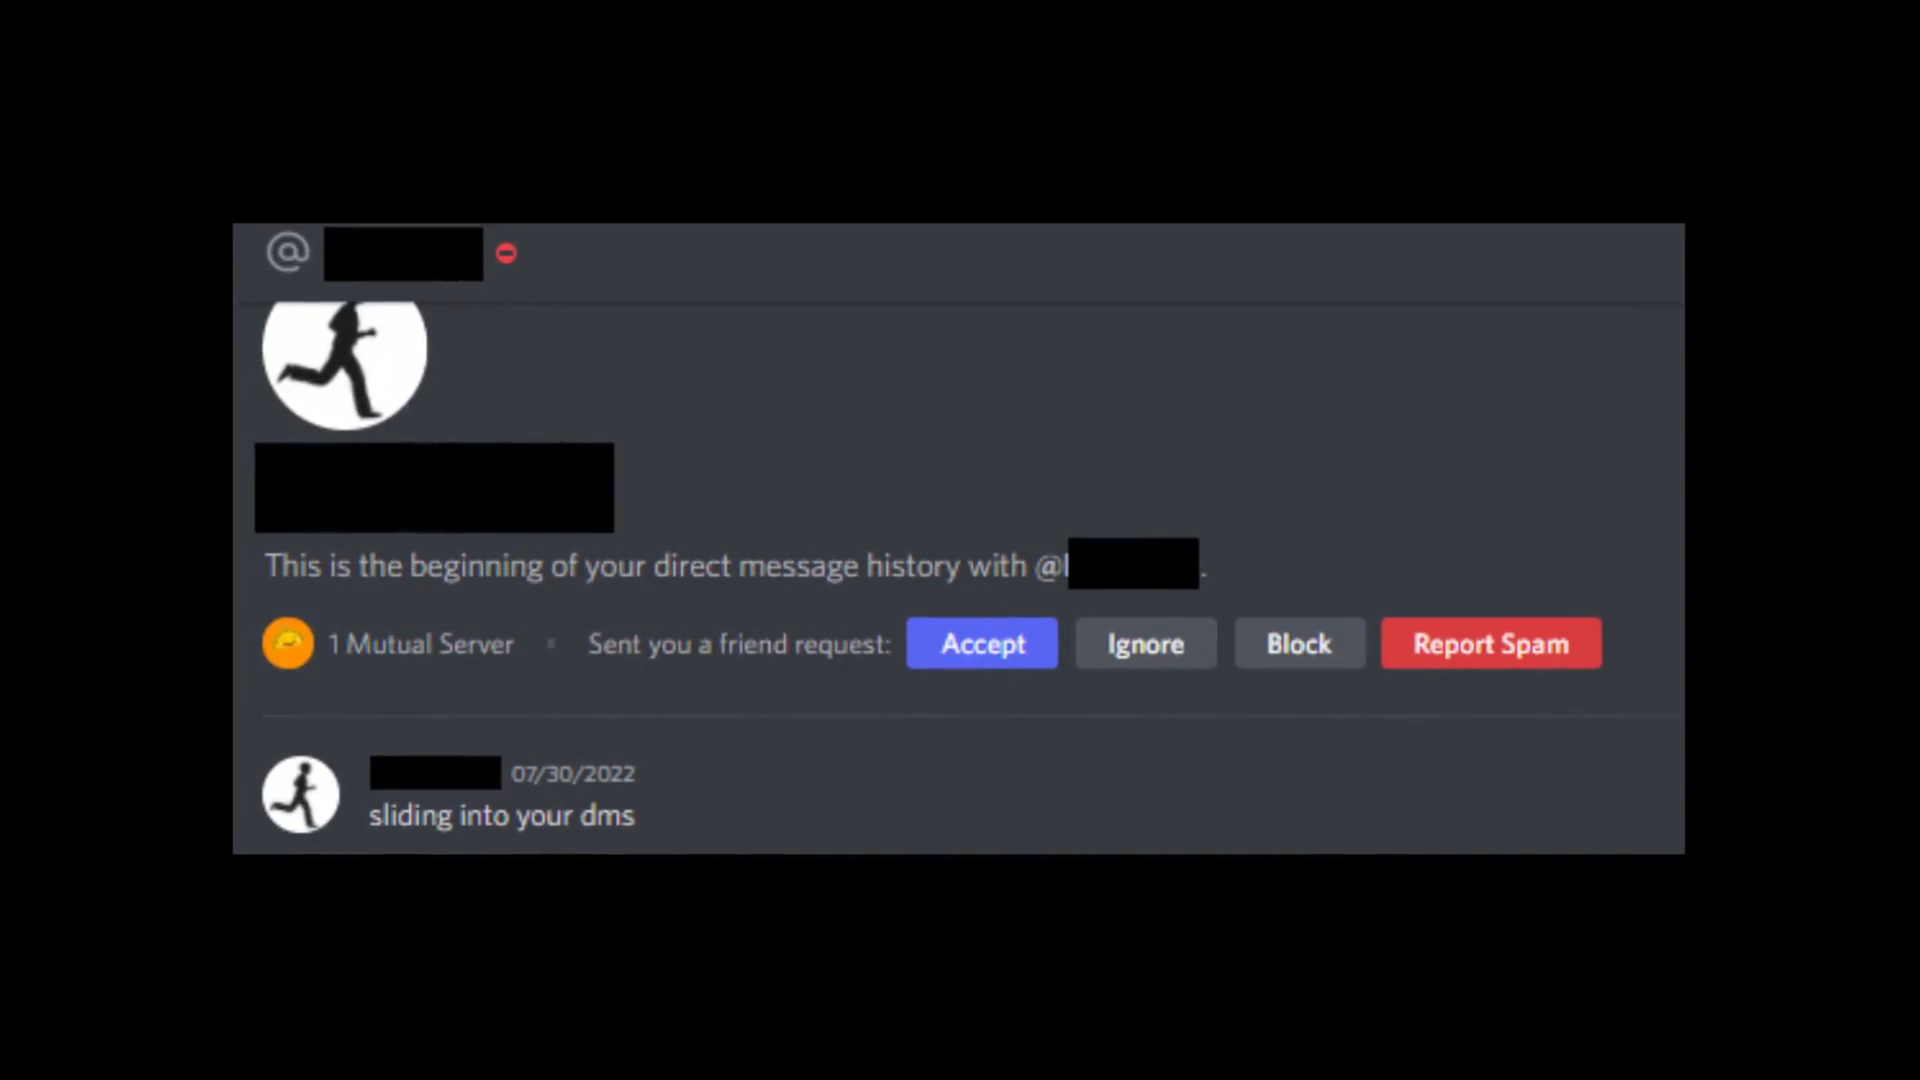 @
This is the beginning of your direct message history with @
1 Mutual Server • Sent you a friend request: Accept Ignore Block Report Spam
07/30/2022
sliding into your dms